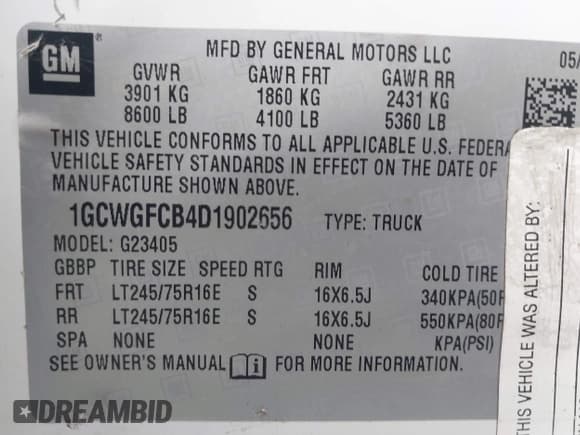 GM
MFD BY GENERAL MOTORS LLC
05/
GVWR GAWR FRT GAWR RR
3901 KG 1860 KG 2431 KG
8600 LB 4100 LB 5360 LB
THIS VEHICLE CONFORMS TO ALL APPLICABLE U.S. FEDERA
VEHICLE SAFETY STANDARDS IN EFFECT ON THE DATE OF
MANUFACTURE SHOWN ABOVE.
1GCWGFCB4D1902656 TYPE: TRUCK
MODEL: G23405
GBBP TIRE SIZE SPEED RTG RIM COLD TIRE
FRT LT245/75R16E S 16X6.5J 340KPA(50P
RR LT245/75R16E S 16X6.5J 550KPA(80P
SPA NONE NONE KPA(PSI)
SEE OWNER'S MANUAL i FOR MORE INFORMATION.
THIS VEHICLE WAS ALTERED BY:
DREAMBID